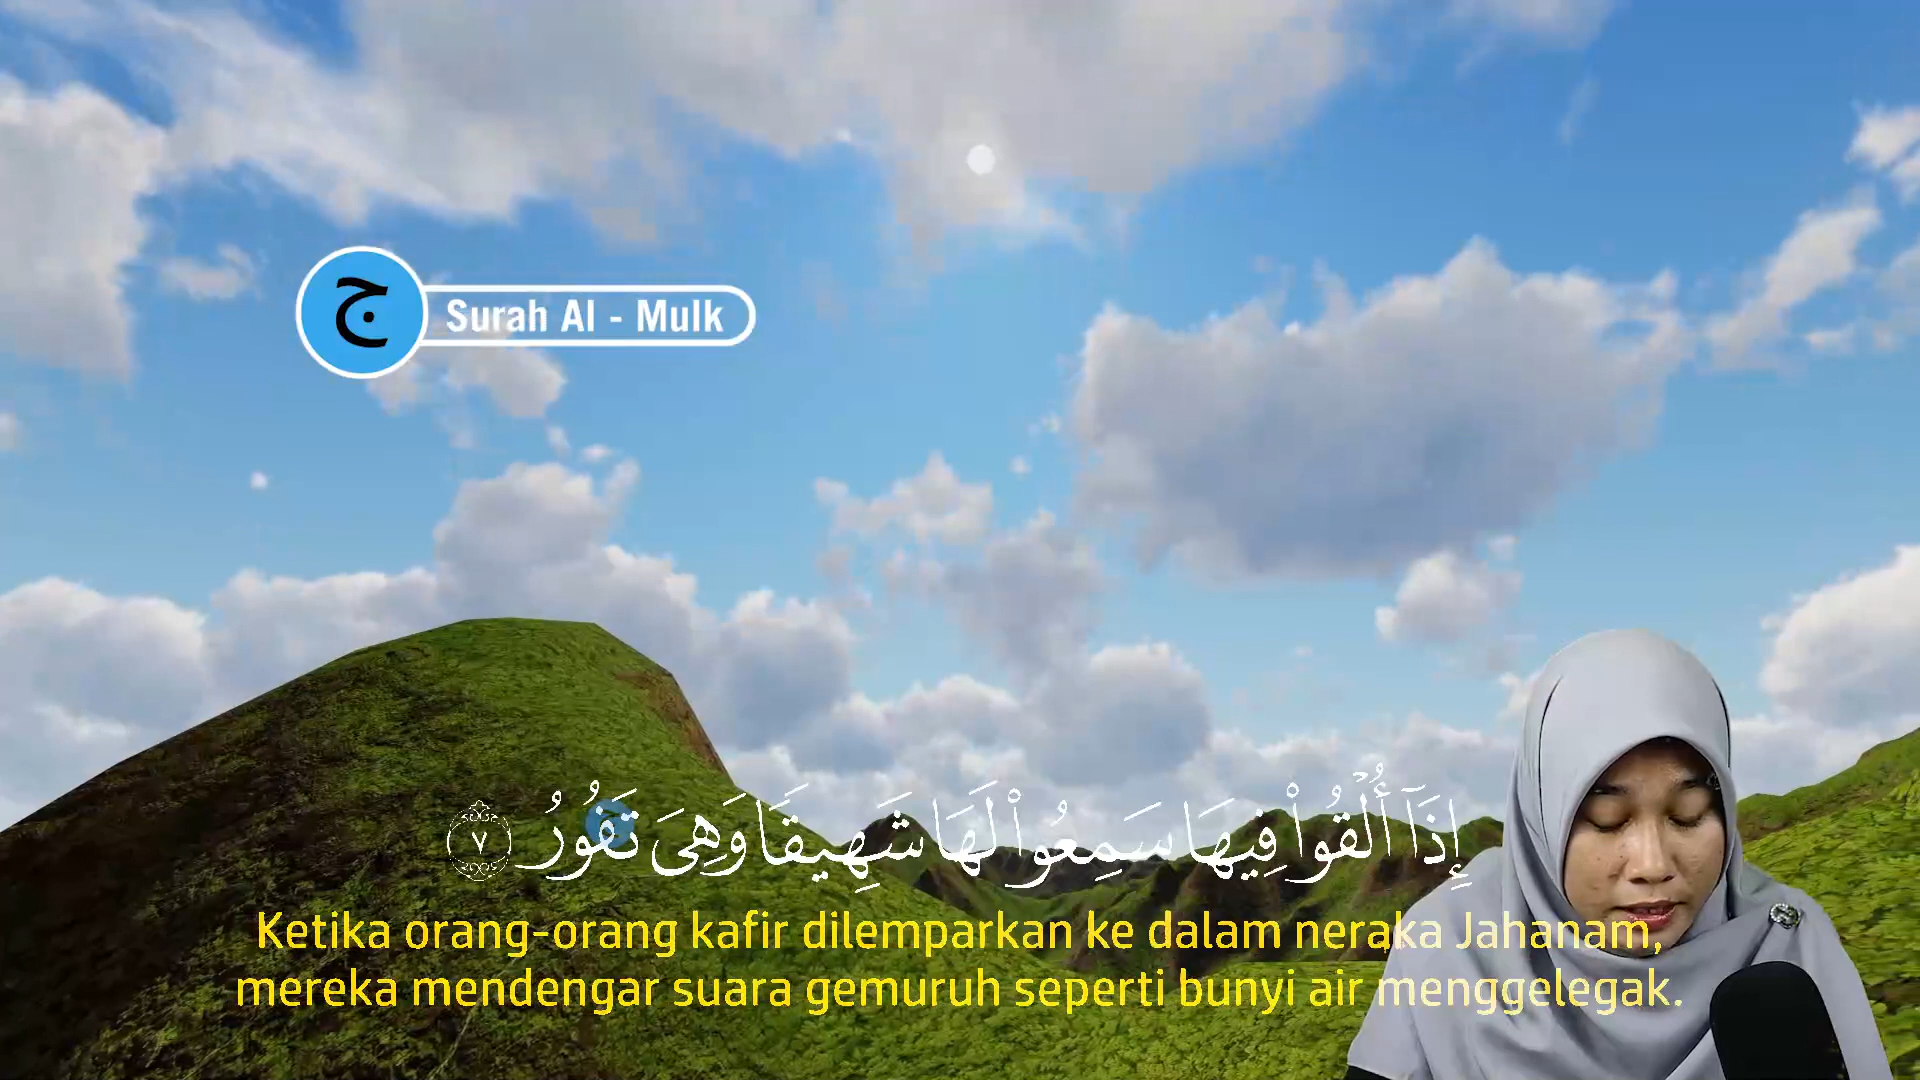 ج
Surah Al - Mulk
إِذَآ أُلْقُوا۟ فِيهَا سَمِعُوا۟ لَهَا شَهِيقًا وَهِىَ تَفُورُ ٧
Ketika orang-orang kafir dilemparkan ke dalam neraka Jahanam,
mereka mendengar suara gemuruh seperti bunyi air menggelegak.